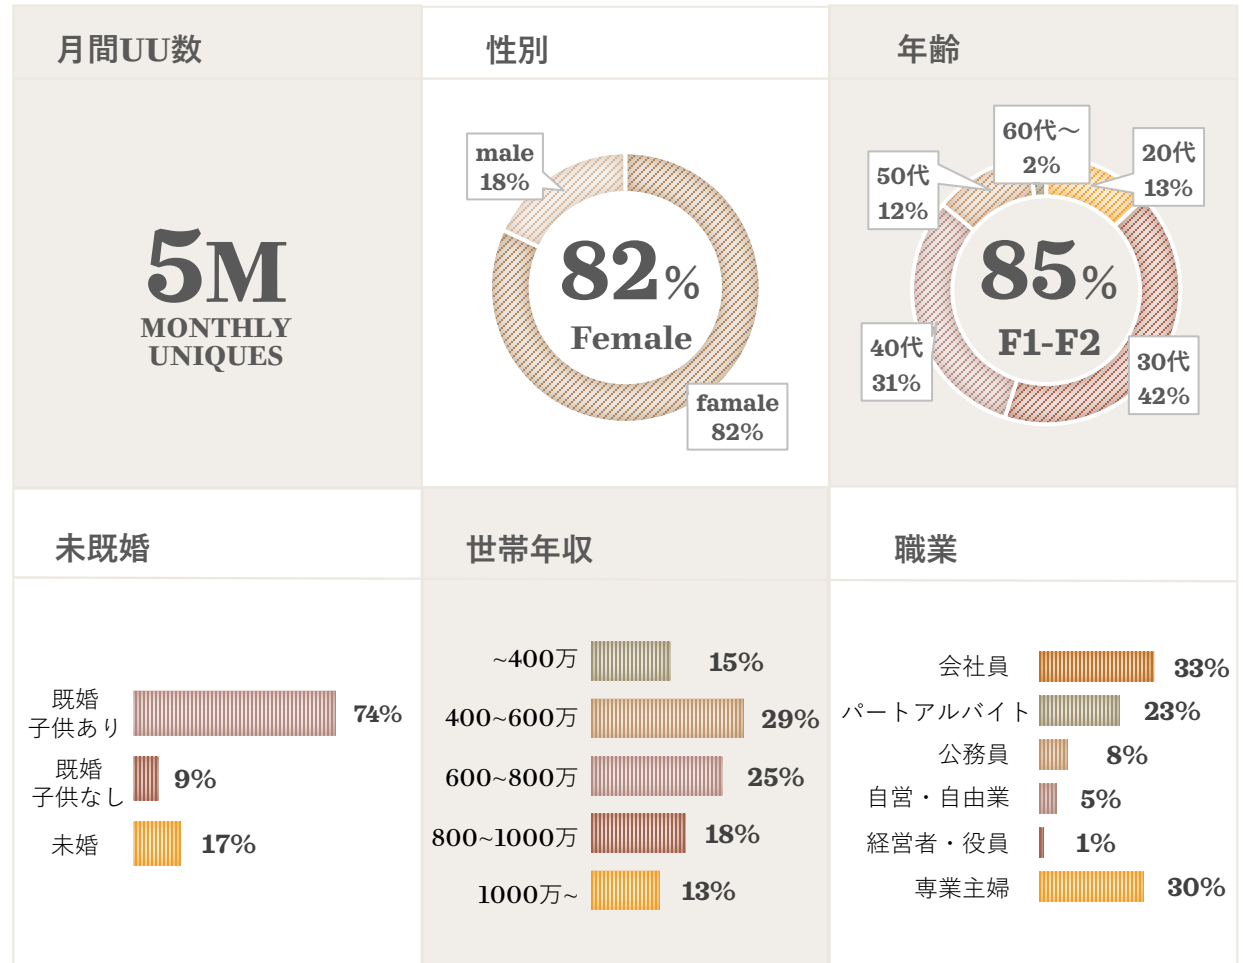 月間UU数
5M
MONTHLY
UNIQUES
性別
male
18%
82%
Female
famale
82%
年齢
60代～
2%
20代
13%
50代
12%
85%
F1-F2
40代
31%
30代
42%
未既婚
既婚
子供あり
74%
既婚
子供なし
9%
未婚
17%
世帯年収
~400万
15%
400~600万
29%
600~800万
25%
800~1000万
18%
1000万~
13%
職業
会社員
33%
パートアルバイト
23%
公務員
8%
自営・自由業
5%
経営者・役員
1%
専業主婦
30%